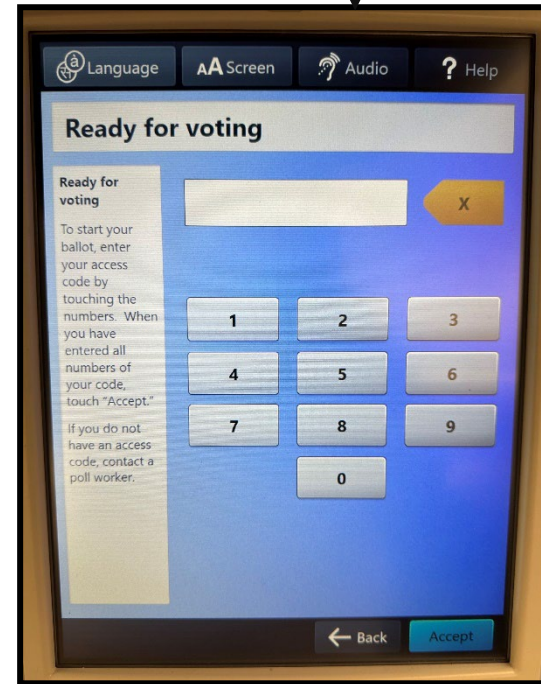 Language AA Screen Audio ? Help
Ready for voting
Ready for
voting
To start your
ballot, enter
your access
code by
touching the
numbers. When
you have
entered all
numbers of
your code,
touch "Accept."
If you do not
have an access
code, contact a
poll worker.
X
1 2 3
4 5 6
7 8 9
0
Back Accept